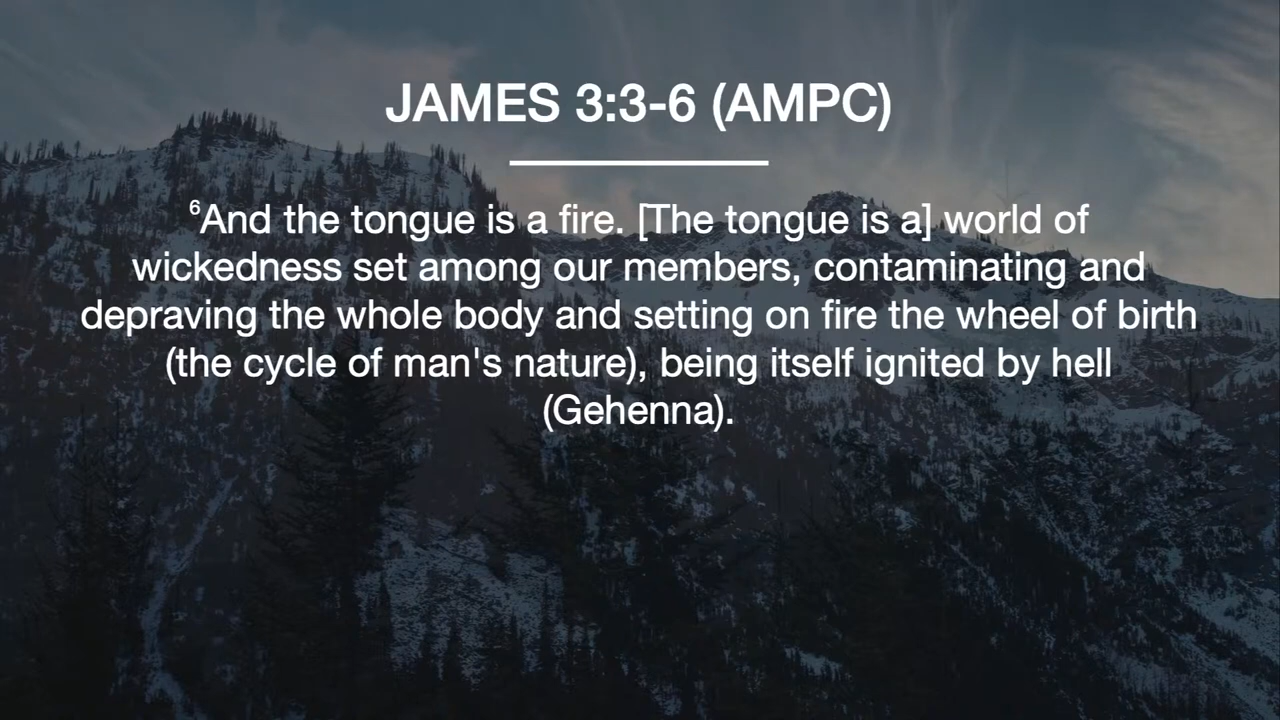 JAMES 3:3-6 (AMPC)
⁶And the tongue is a fire. [The tongue is a] world of
wickedness set among our members, contaminating and
depraving the whole body and setting on fire the wheel of birth
(the cycle of man's nature), being itself ignited by hell
(Gehenna).